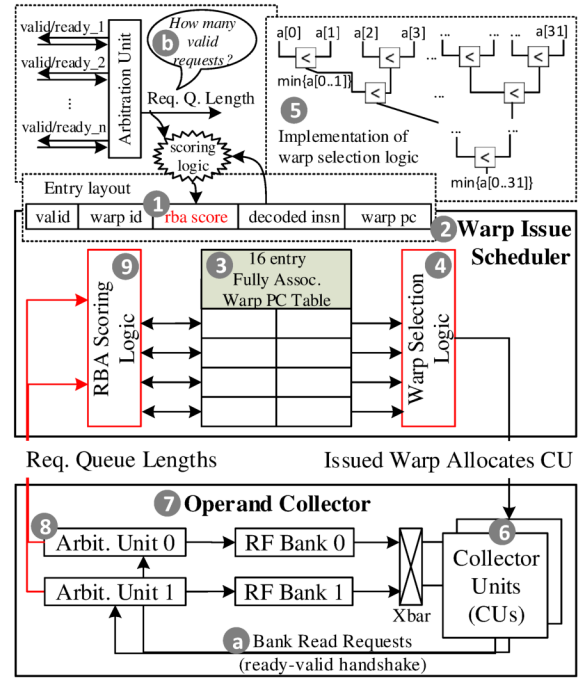 valid/ready_1
valid/ready_2
...
valid/ready_n
Arbitration Unit
b
How many
valid
requests?
Req. Q. Length
scoring
logic
a[0] a[1] a[2] a[3] ... ... ... a[31]
< < < <
min{a[0..1]}
< <
5
Implementation of
warp selection logic
... ...
<
min{a[0..31]}
Entry layout
1
valid warp id rba score decoded insn warp pc
2
Warp Issue
Scheduler
9
RBA Scoring
Logic
3
16 entry
Fully Assoc.
Warp PC Table
4
Warp Selection
Logic
Req. Queue Lengths
Issued Warp Allocates CU
7 Operand Collector
8
Arbit. Unit 0
RF Bank 0
Arbit. Unit 1
RF Bank 1
Xbar
6
Collector
Units
(CUs)
a Bank Read Requests
(ready-valid handshake)